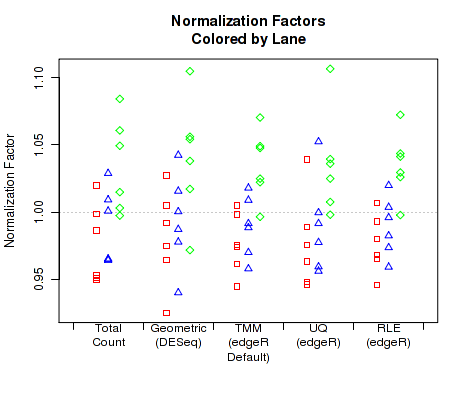 Normalization Factors
Colored by Lane
Normalization Factor
1.10
1.05
1.00
0.95
Total
Count
Geometric
(DESeq)
TMM
(edgeR
Default)
UQ
(edgeR)
RLE
(edgeR)